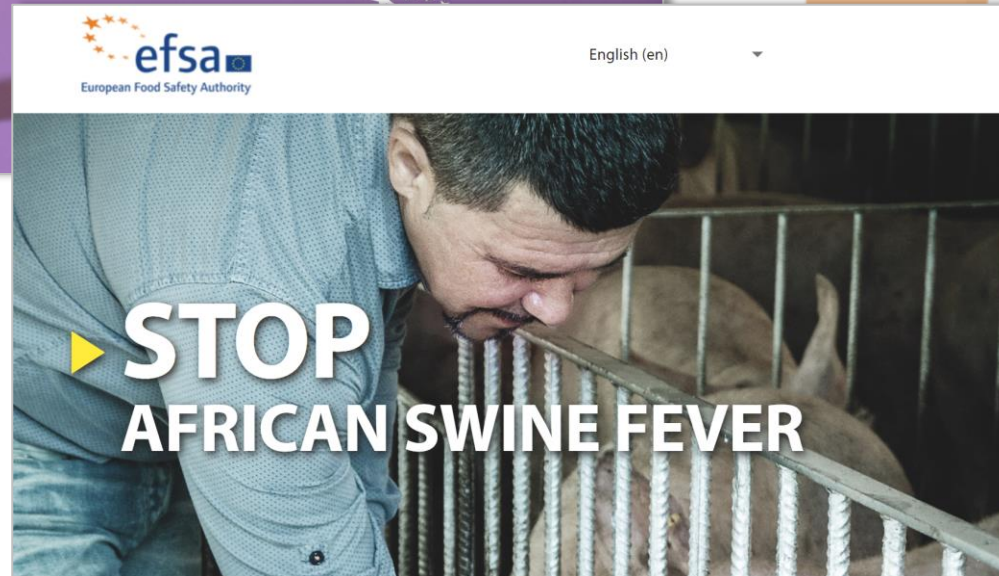 efsa
European Food Safety Authority
English (en)
STOP
AFRICAN SWINE FEVER